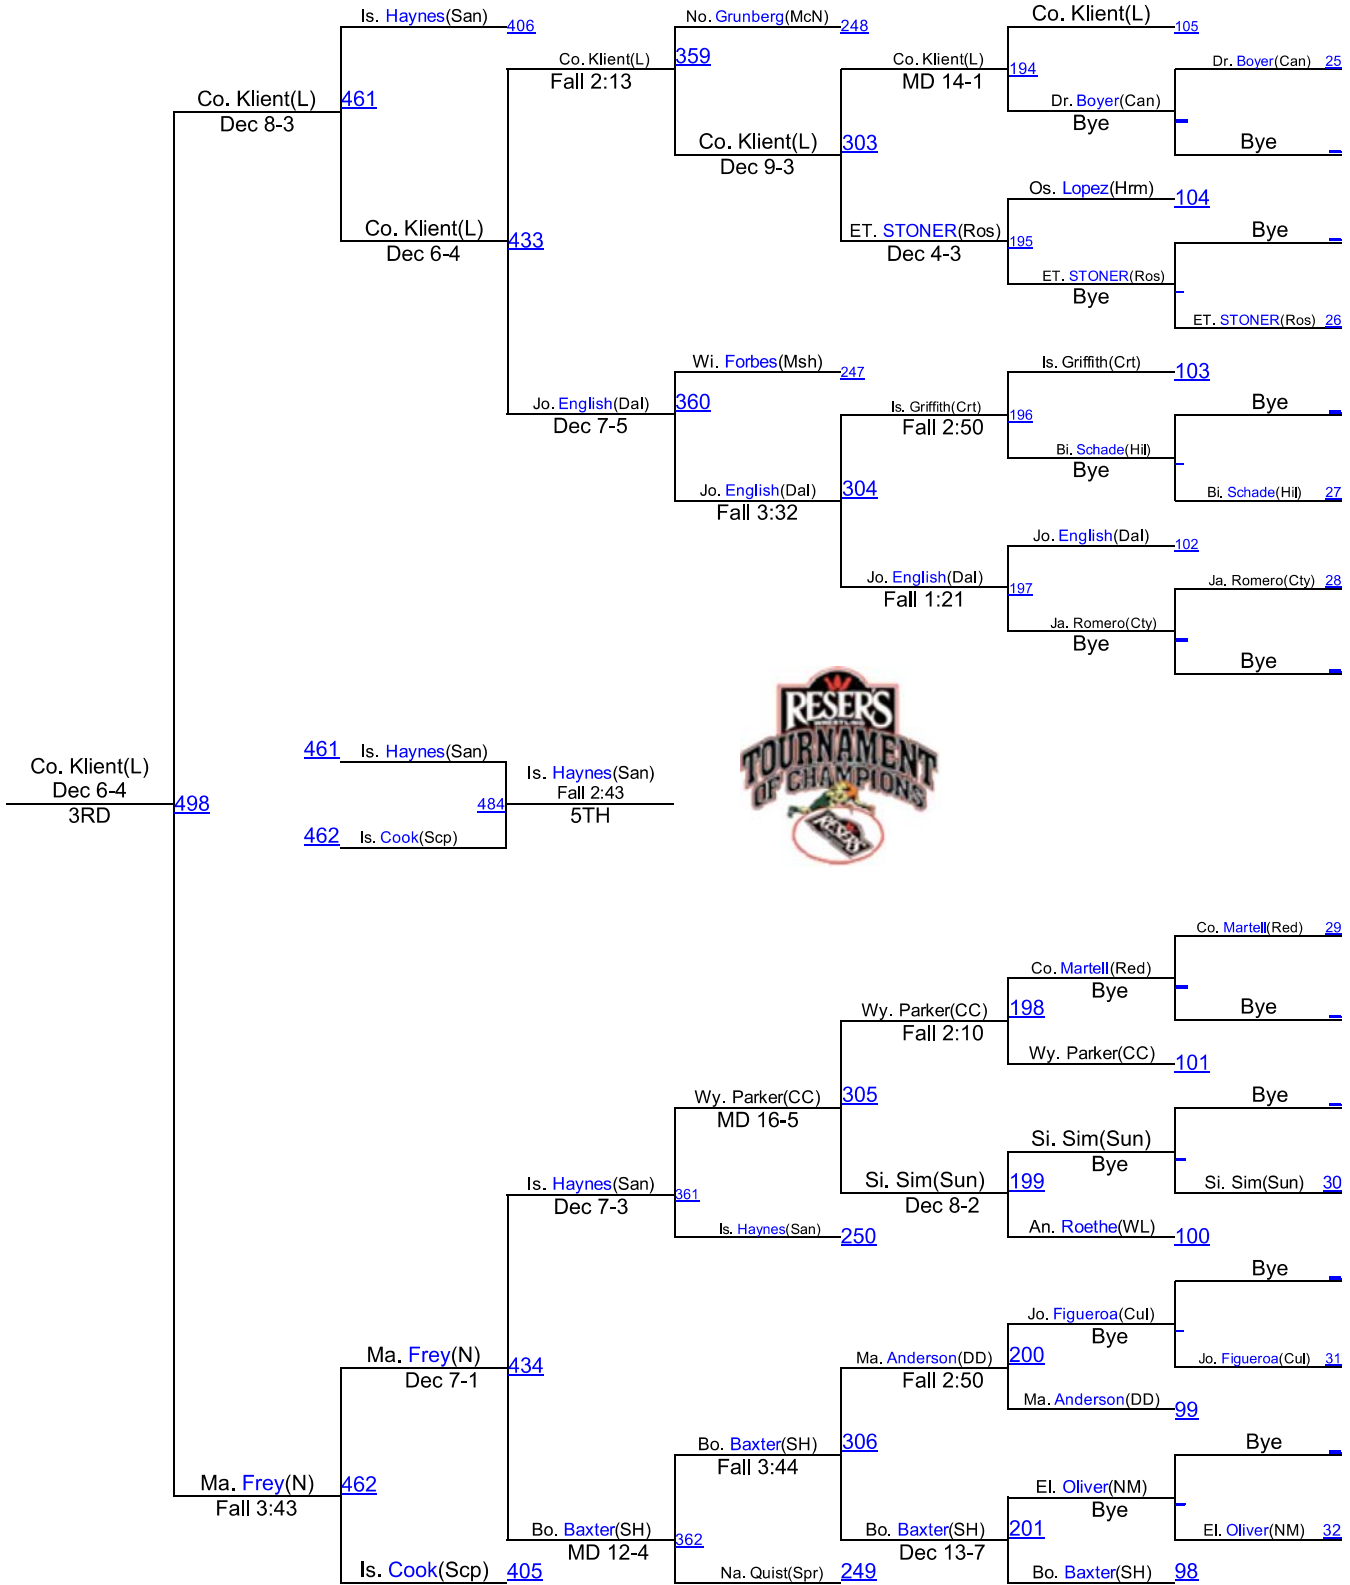 Is. Haynes(San) 406
No. Grunberg(McN) 248
Co. Klient(L) 105
Co. Klient(L) 359
Fall 2:13
Co. Klient(L) 194
MD 14-1
Dr. Boyer(Can) 25
Co. Klient(L) 461
Dec 8-3
Dr. Boyer(Can)
Bye
Co. Klient(L) 303
Dec 9-3
Bye
Os. Lopez(Hrm) 104
Co. Klient(L) 433
Dec 6-4
ET. STONER(Ros) 195
Dec 4-3
Bye
ET. STONER(Ros)
Bye
ET. STONER(Ros) 26
Wi. Forbes(Msh) 247
Is. Griffith(Crt) 103
Jo. English(Dal) 360
Dec 7-5
Is. Griffith(Crt) 196
Fall 2:50
Bye
Bi. Schade(Hil)
Bye
Jo. English(Dal) 304
Fall 3:32
Bi. Schade(Hil) 27
Jo. English(Dal) 102
Jo. English(Dal) 197
Fall 1:21
Ja. Romero(Cty) 28
Ja. Romero(Cty)
Bye
Bye
RESER'S
WRESTLING
TOURNAMENT
OF CHAMPIONS
RESER'S
461 Is. Haynes(San)
Co. Klient(L)
Dec 6-4
3RD
498
Is. Haynes(San)
Fall 2:43
5TH
484
462 Is. Cook(Scp)
Co. Martell(Red) 29
Co. Martell(Red)
Bye
Wy. Parker(CC) 198
Fall 2:10
Bye
Wy. Parker(CC) 101
Wy. Parker(CC) 305
MD 16-5
Bye
Si. Sim(Sun)
Bye
Is. Haynes(San) 361
Dec 7-3
Si. Sim(Sun) 199
Dec 8-2
Si. Sim(Sun) 30
Is. Haynes(San) 250
An. Roethe(WL) 100
Bye
Jo. Figueroa(Cul)
Bye
Ma. Frey(N) 434
Dec 7-1
Ma. Anderson(DD) 200
Fall 2:50
Jo. Figueroa(Cul) 31
Ma. Anderson(DD) 99
Bo. Baxter(SH) 306
Fall 3:44
Bye
Ma. Frey(N) 462
Fall 3:43
El. Oliver(NM)
Bye
Bo. Baxter(SH) 362
MD 12-4
Bo. Baxter(SH) 201
Dec 13-7
El. Oliver(NM) 32
Is. Cook(Scp) 405
Na. Quist(Spr) 249
Bo. Baxter(SH) 98